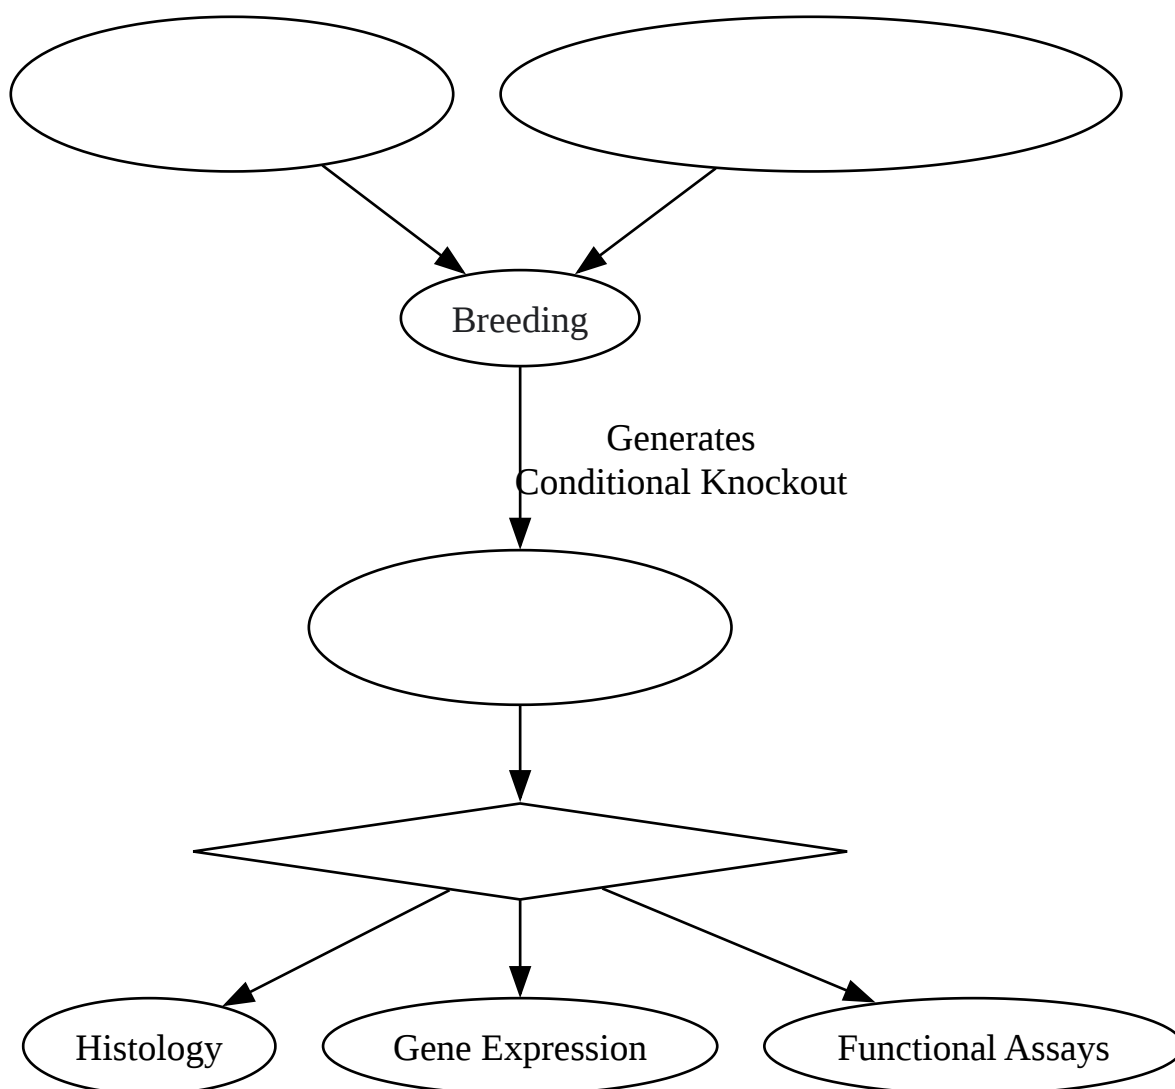 Breeding
Generates
Conditional Knockout
Histology
Gene Expression
Functional Assays